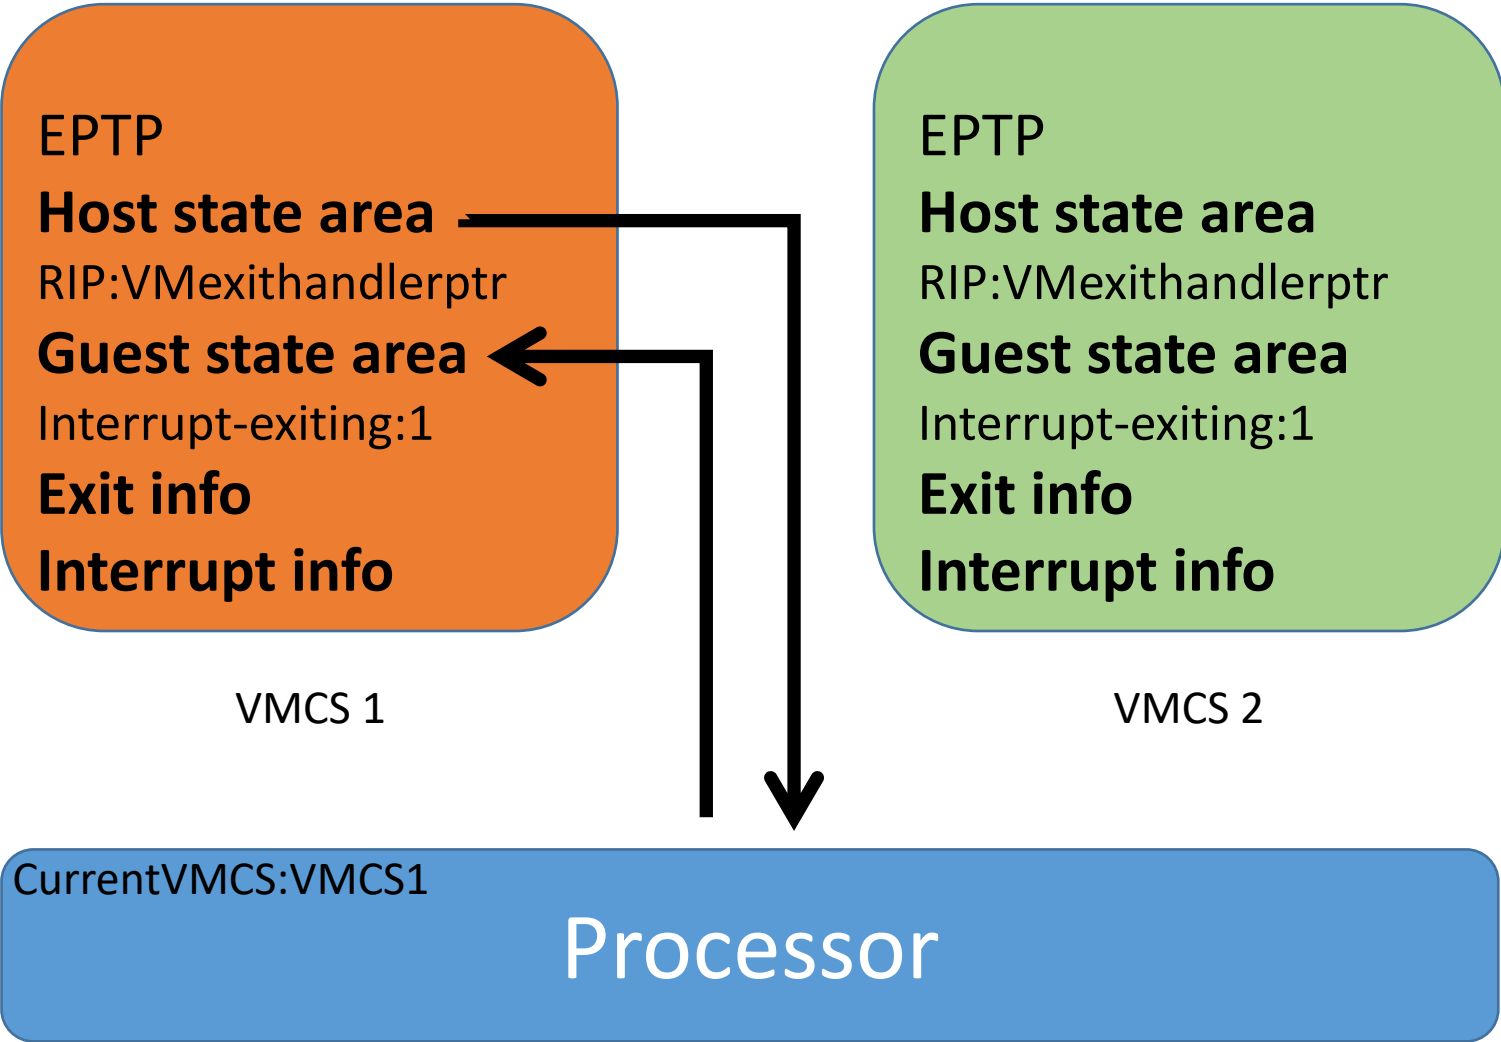 EPTP
Host state area
RIP:VMexithandlerptr
Guest state area
Interrupt-exiting:1
Exit info
Interrupt info
VMCS 1
EPTP
Host state area
RIP:VMexithandlerptr
Guest state area
Interrupt-exiting:1
Exit info
Interrupt info
VMCS 2
CurrentVMCS:VMCS1
Processor